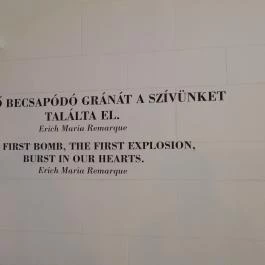 BECSAPÓDÓ GRÁNÁT A SZÍVÜNKET
TALÁLTA EL.
Erich Maria Remarque
FIRST BOMB, THE FIRST EXPLOSION,
BURST IN OUR HEARTS.
Erich Maria Remarque